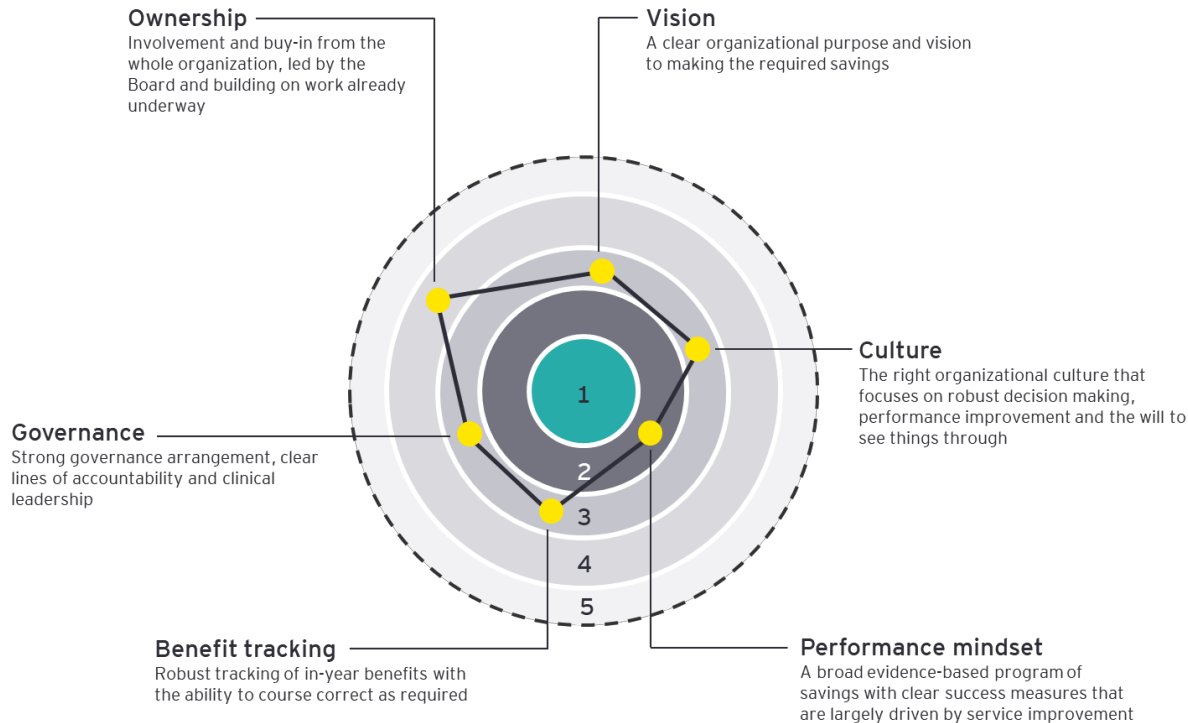 Ownership
Involvement and buy-in from the
whole organization, led by the
Board and building on work already
underway
Vision
A clear organizational purpose and vision
to making the required savings
Culture
The right organizational culture that
focuses on robust decision making,
performance improvement and the will to
see things through
Governance
Strong governance arrangement, clear
lines of accountability and clinical
leadership
1
2
3
4
5
Benefit tracking
Robust tracking of in-year benefits with
the ability to course correct as required
Performance mindset
A broad evidence-based program of
savings with clear success measures that
are largely driven by service improvement